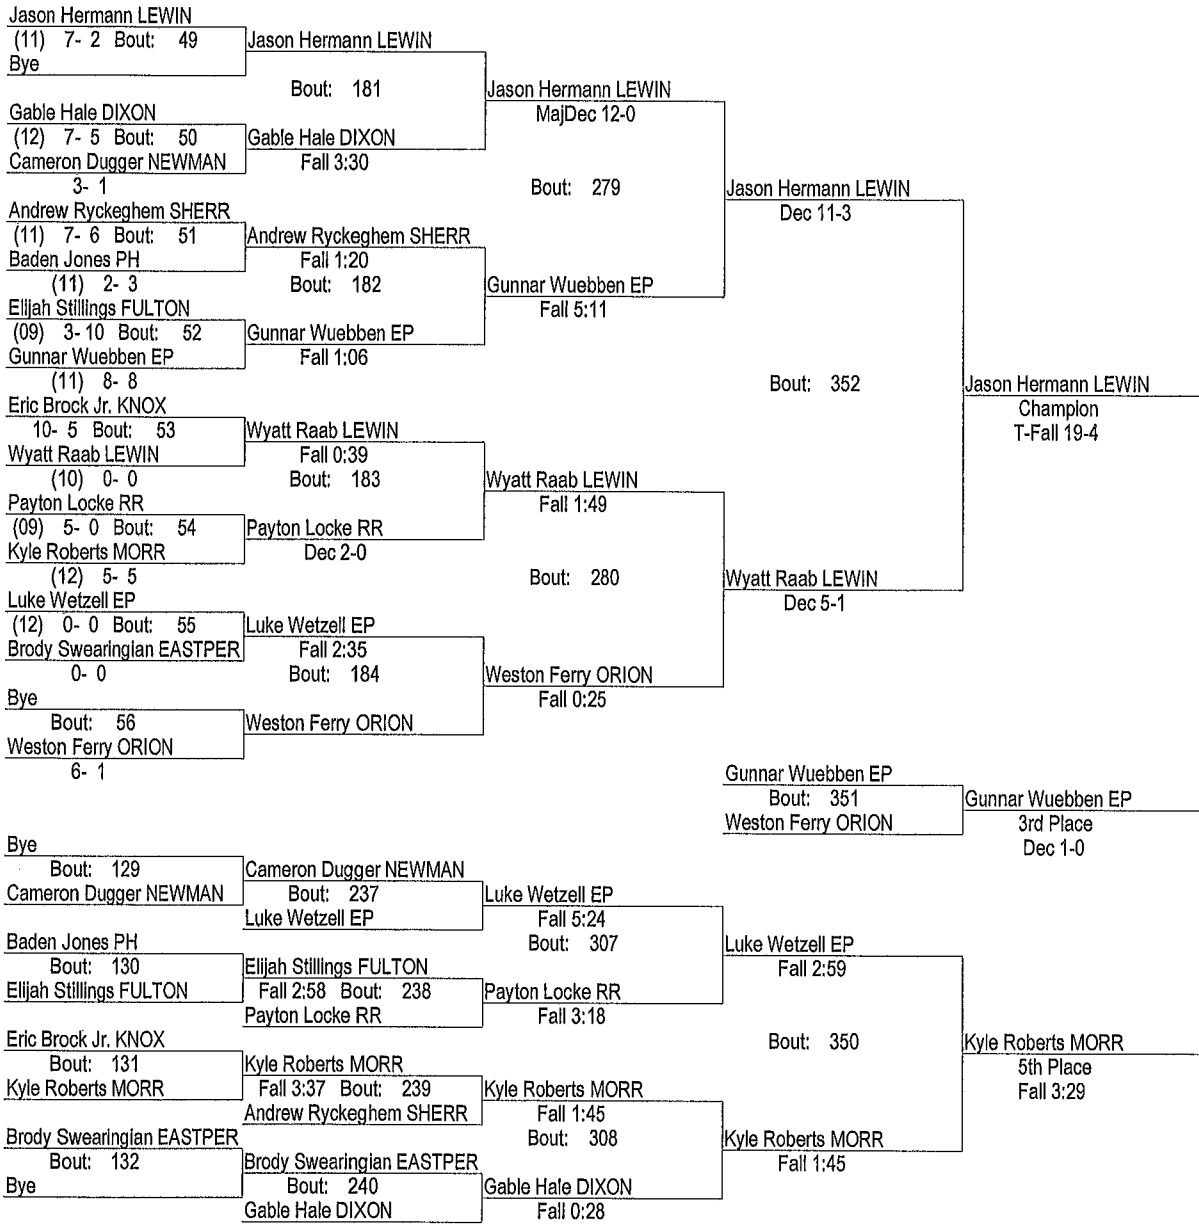 Jason Hermann LEWIN
(11) 7- 2 Bout: 49
Bye
Jason Hermann LEWIN
Bout: 181
Gable Hale DIXON
(12) 7- 5 Bout: 50
Cameron Dugger NEWMAN
3- 1
Gable Hale DIXON
Fall 3:30
Jason Hermann LEWIN
MajDec 12-0
Bout: 279
Andrew Ryckeghem SHERR
(11) 7- 6 Bout: 51
Baden Jones PH
(11) 2- 3
Andrew Ryckeghem SHERR
Fall 1:20
Bout: 182
Elijah Stillings FULTON
(09) 3-10 Bout: 52
Gunnar Wuebben EP
(11) 8- 8
Gunnar Wuebben EP
Fall 1:06
Gunnar Wuebben EP
Fall 5:11
Jason Hermann LEWIN
Dec 11-3
Bout: 352
Eric Brock Jr. KNOX
10- 5 Bout: 53
Wyatt Raab LEWIN
(10) 0- 0
Wyatt Raab LEWIN
Fall 0:39
Bout: 183
Payton Locke RR
(09) 5- 0 Bout: 54
Kyle Roberts MORR
(12) 5- 5
Payton Locke RR
Dec 2-0
Wyatt Raab LEWIN
Fall 1:49
Bout: 280
Luke Wetzell EP
(12) 0- 0 Bout: 55
Brody Swearingian EASTPER
0- 0
Luke Wetzell EP
Fall 2:35
Bout: 184
Bye
Bout: 56
Weston Ferry ORION
6- 1
Weston Ferry ORION
Weston Ferry ORION
Fall 0:25
Wyatt Raab LEWIN
Dec 5-1
Jason Hermann LEWIN
Champion
T-Fall 19-4
Gunnar Wuebben EP
Bout: 351
Weston Ferry ORION
Gunnar Wuebben EP
3rd Place
Dec 1-0
Bye
Bout: 129
Cameron Dugger NEWMAN
Cameron Dugger NEWMAN
Bout: 237
Luke Wetzell EP
Luke Wetzell EP
Fall 5:24
Bout: 307
Baden Jones PH
Bout: 130
Elijah Stillings FULTON
Elijah Stillings FULTON
Fall 2:58 Bout: 238
Payton Locke RR
Payton Locke RR
Fall 3:18
Luke Wetzell EP
Fall 2:59
Bout: 350
Eric Brock Jr. KNOX
Bout: 131
Kyle Roberts MORR
Kyle Roberts MORR
Fall 3:37 Bout: 239
Andrew Ryckeghem SHERR
Kyle Roberts MORR
Fall 1:45
Bout: 308
Brody Swearingian EASTPER
Bout: 132
Bye
Brody Swearingian EASTPER
Bout: 240
Gable Hale DIXON
Gable Hale DIXON
Fall 0:28
Kyle Roberts MORR
Fall 1:45
Kyle Roberts MORR
5th Place
Fall 3:29